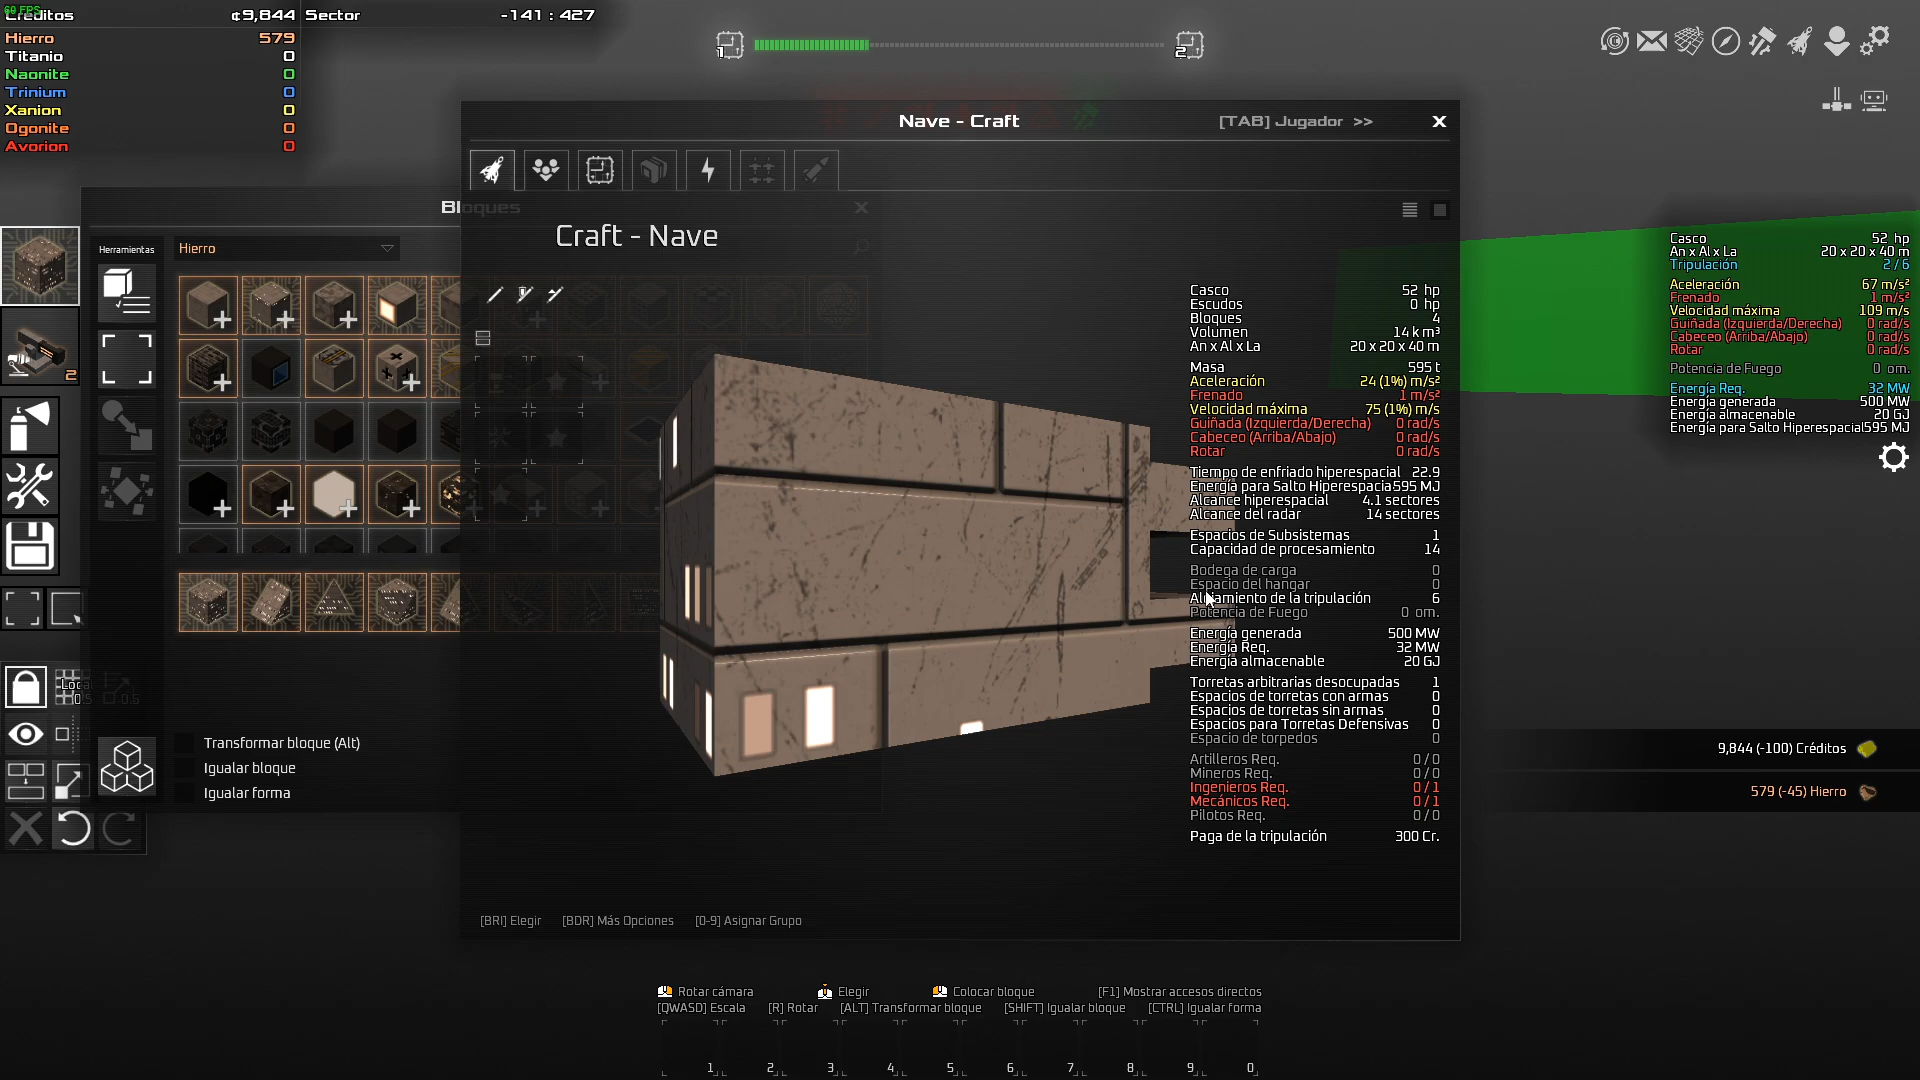 60 FPS
Créditos ¢9,844 Sector -141 : 427
Hierro 579
Titanio 0
Naonite 0
Trinium 0
Xanion 0
Ogonite 0
Avorion 0
1
2
Nave - Craft
[TAB] Jugador >>
X
Bloques
Craft - Nave
Herramientas
Hierro
2
Casco 52 hp
Escudos 0 hp
Bloques 4
Volumen 14 k m³
An x Al x La 20 x 20 x 40 m
Masa 595 t
Aceleración 24 (1%) m/s²
Frenado 1 m/s²
Velocidad máxima 75 (1%) m/s
Guiñada (Izquierda/Derecha) 0 rad/s
Cabeceo (Arriba/Abajo) 0 rad/s
Rotar 0 rad/s
Tiempo de enfriado hiperespacial 22.9
Energía para Salto Hiperespacia 595 MJ
Alcance hiperespacial 4.1 sectores
Alcance del radar 14 sectores
Espacios de Subsistemas 1
Capacidad de procesamiento 14
Bodega de carga 0
Espacio del hangar 0
Alojamiento de la tripulación 6
Potencia de Fuego 0 om.
Energía generada 500 MW
Energía Req. 32 MW
Energía almacenable 20 GJ
Torretas arbitrarias desocupadas 1
Espacios de torretas con armas 0
Espacios de torretas sin armas 0
Espacios para Torretas Defensivas 0
Espacio de torpedos 0
Artilleros Req. 0 / 0
Mineros Req. 0 / 0
Ingenieros Req. 0 / 1
Mecánicos Req. 0 / 1
Pilotos Req. 0 / 0
Paga de la tripulación 300 Cr.
Casco 52 hp
An x Al x La 20 x 20 x 40 m
Tripulación 2 / 6
Aceleración 67 m/s²
Frenado 1 m/s²
Velocidad máxima 109 m/s
Guiñada (Izquierda/Derecha) 0 rad/s
Cabeceo (Arriba/Abajo) 0 rad/s
Rotar 0 rad/s
Potencia de Fuego 0 om.
Energía Req. 32 MW
Energía generada 500 MW
Energía almacenable 20 GJ
Energía para Salto Hiperespacial 595 MJ
Local
0.5
0.5
Transformar bloque (Alt)
Igualar bloque
Igualar forma
9,844 (-100) Créditos
579 (-45) Hierro
[BRI] Elegir [BDR] Más Opciones [0-9] Asignar Grupo
Rotar cámara Elegir Colocar bloque [F1] Mostrar accesos directos
[QWASD] Escala [R] Rotar [ALT] Transformar bloque [SHIFT] Igualar bloque [CTRL] Igualar forma
1 2 3 4 5 6 7 8 9 0